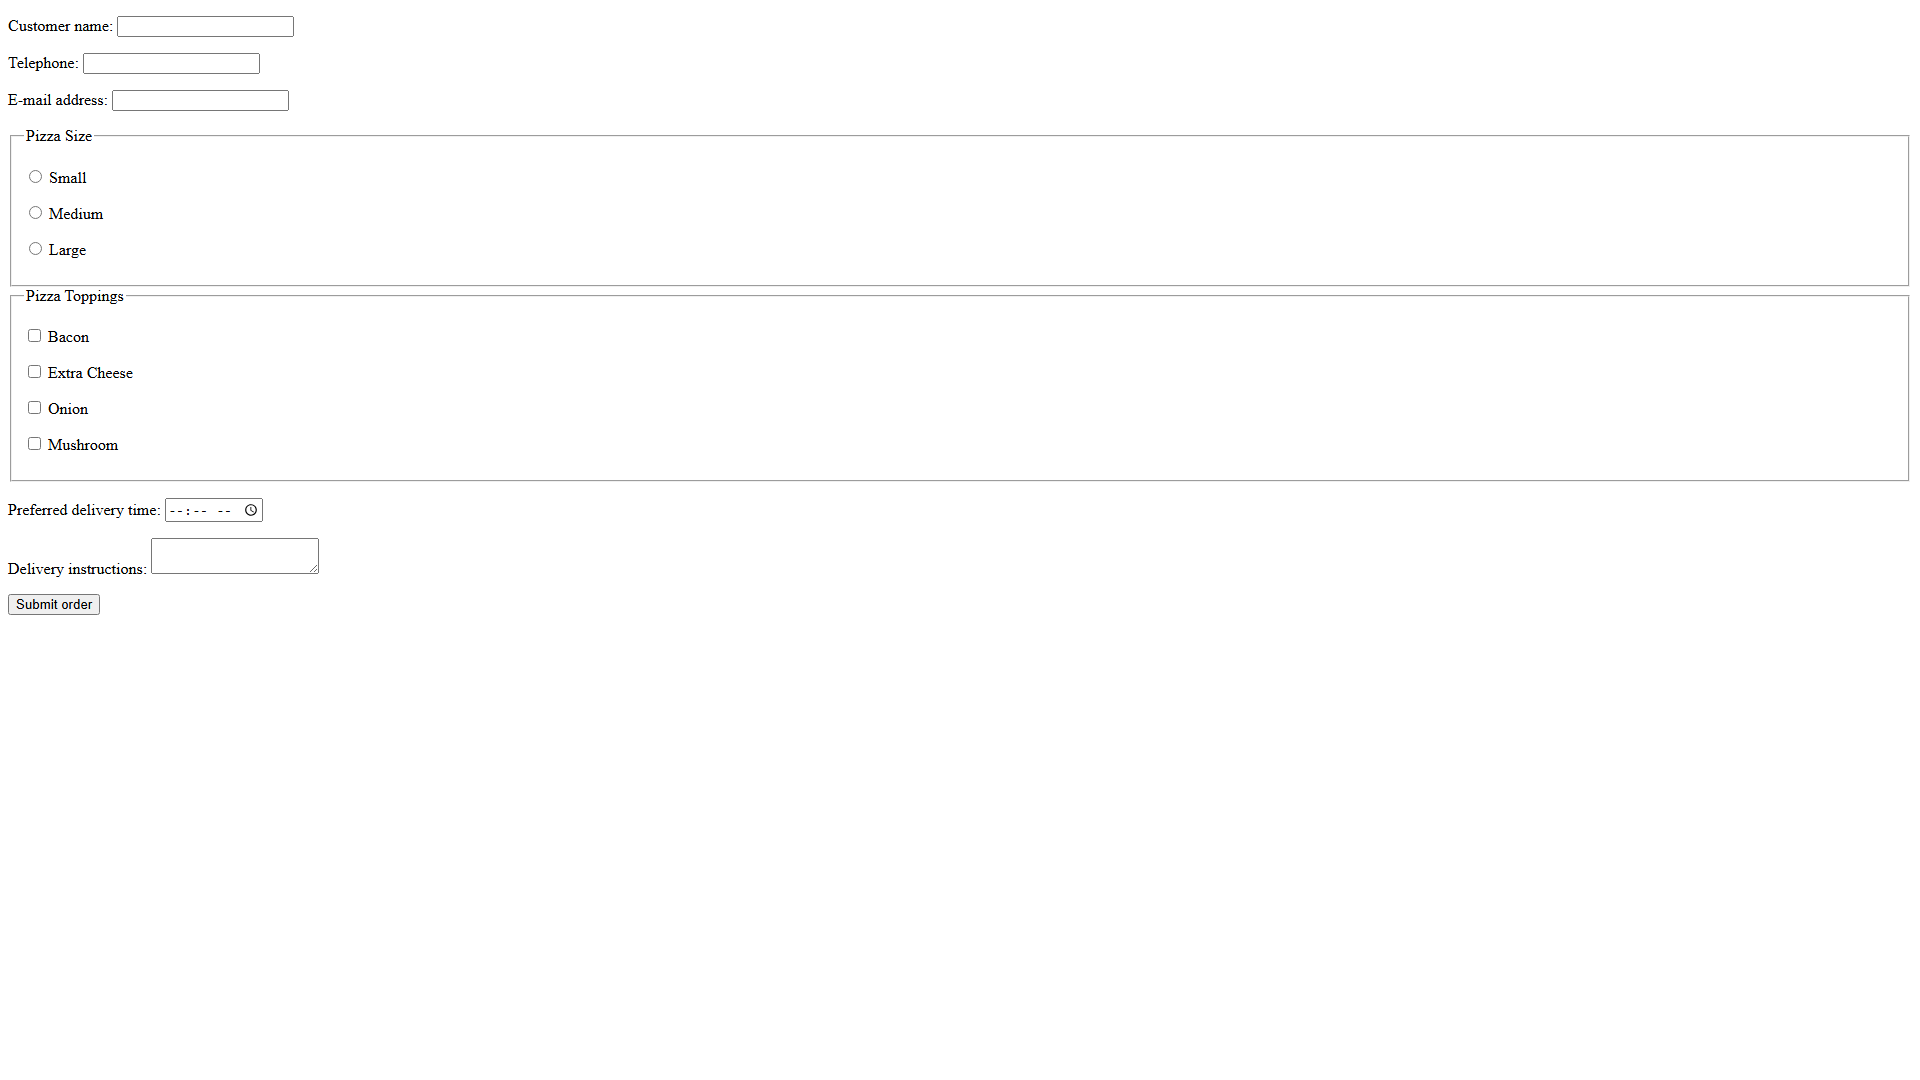 Customer name:
Telephone:
E-mail address:
Pizza Size
Small
Medium
Large
Pizza Toppings
Bacon
Extra Cheese
Onion
Mushroom
Preferred delivery time: --:-- --
Delivery instructions:
Submit order